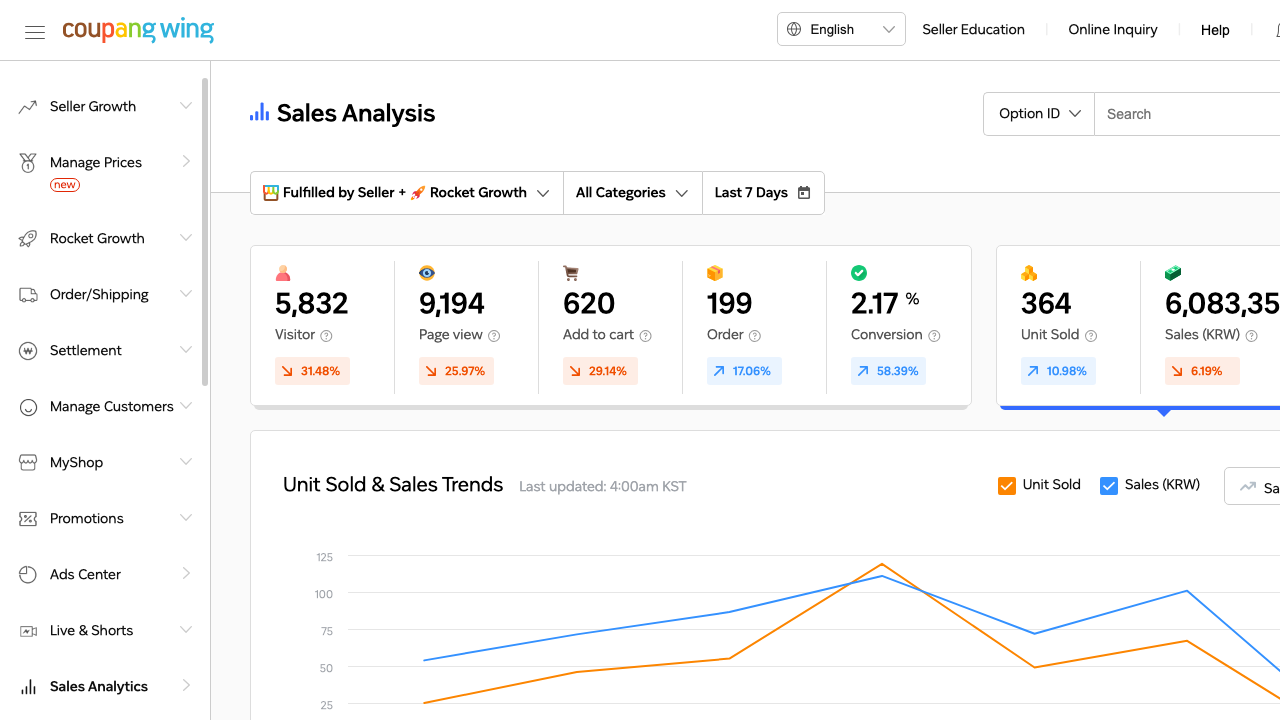 coupang wing
English
Seller Education
Online Inquiry
Help
Seller Growth
Manage Prices
new
Rocket Growth
Order/Shipping
Settlement
Manage Customers
MyShop
Promotions
Ads Center
Live & Shorts
Sales Analytics
Sales Analysis
Option ID
Search
Fulfilled by Seller + Rocket Growth
All Categories
Last 7 Days
5,832
Visitor
31.48%
9,194
Page view
25.97%
620
Add to cart
29.14%
199
Order
17.06%
2.17 %
Conversion
58.39%
364
Unit Sold
10.98%
6,083,35
Sales (KRW)
6.19%
Unit Sold & Sales Trends
Last updated: 4:00am KST
Unit Sold
Sales (KRW)
Sa
125
100
75
50
25